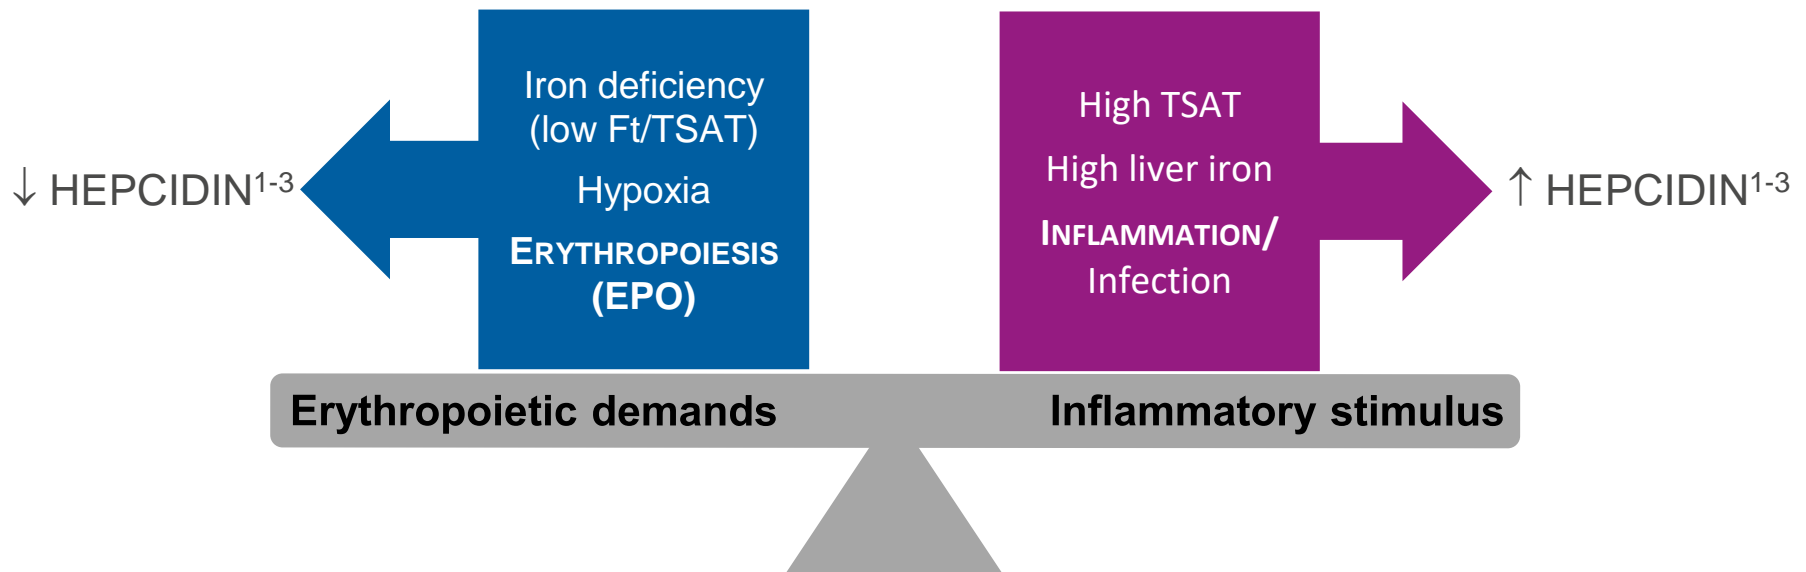 Iron deficiency
(low Ft/TSAT)
Hypoxia
ERYTHROPOIESIS
(EPO)
High TSAT
High liver iron
INFLAMMATION/
Infection
↓ HEPCIDIN¹⁻³
↑ HEPCIDIN¹⁻³
Erythropoietic demands
Inflammatory stimulus